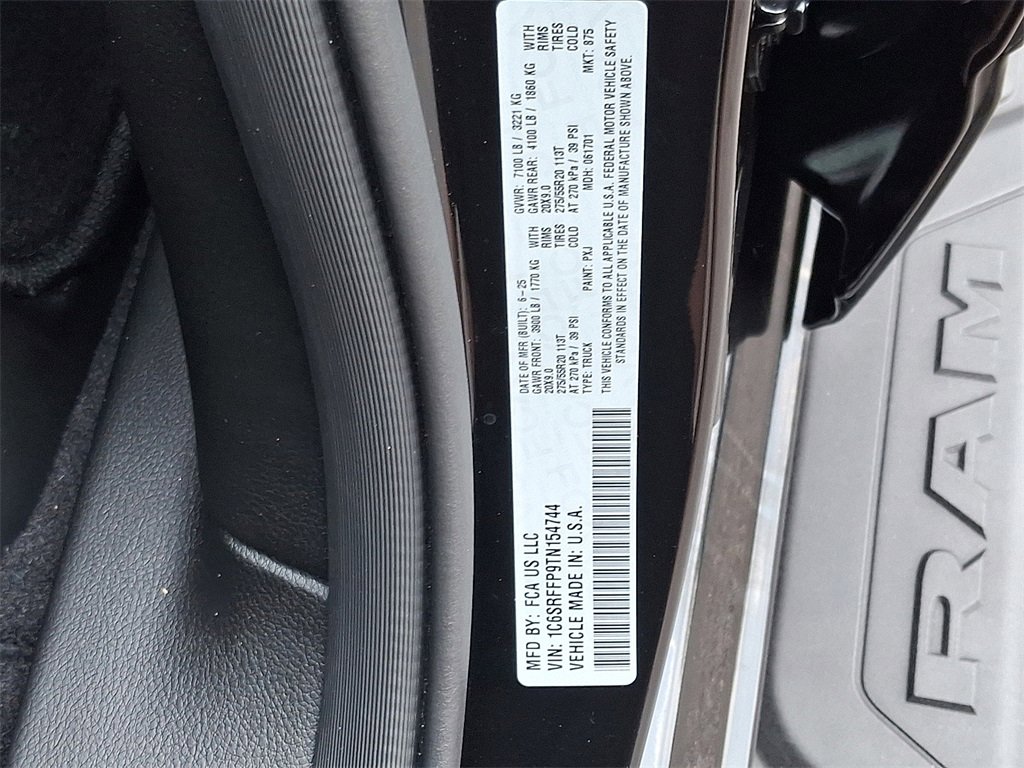 MFD BY: FCA US LLC
VIN: 1C6SRFFP9TN154744
VEHICLE MADE IN: U.S.A.
DATE OF MFR (BUILT): 6-25 GVWR: 7100 LB / 3221 KG
GAWR FRONT: 3900 LB / 1770 KG WITH GAWR REAR: 4100 LB / 1860 KG WITH
20X9.0 RIMS 20X9.0 RIMS
275/55R20 113T TIRES 275/55R20 113T TIRES
AT 270 kPa / 39 PSI COLD AT 270 kPa / 39 PSI COLD
TYPE: TRUCK PAINT: PXJ MDH: 061701 MKT: 875
THIS VEHICLE CONFORMS TO ALL APPLICABLE U.S.A. FEDERAL MOTOR VEHICLE SAFETY
STANDARDS IN EFFECT ON THE DATE OF MANUFACTURE SHOWN ABOVE.
RAM